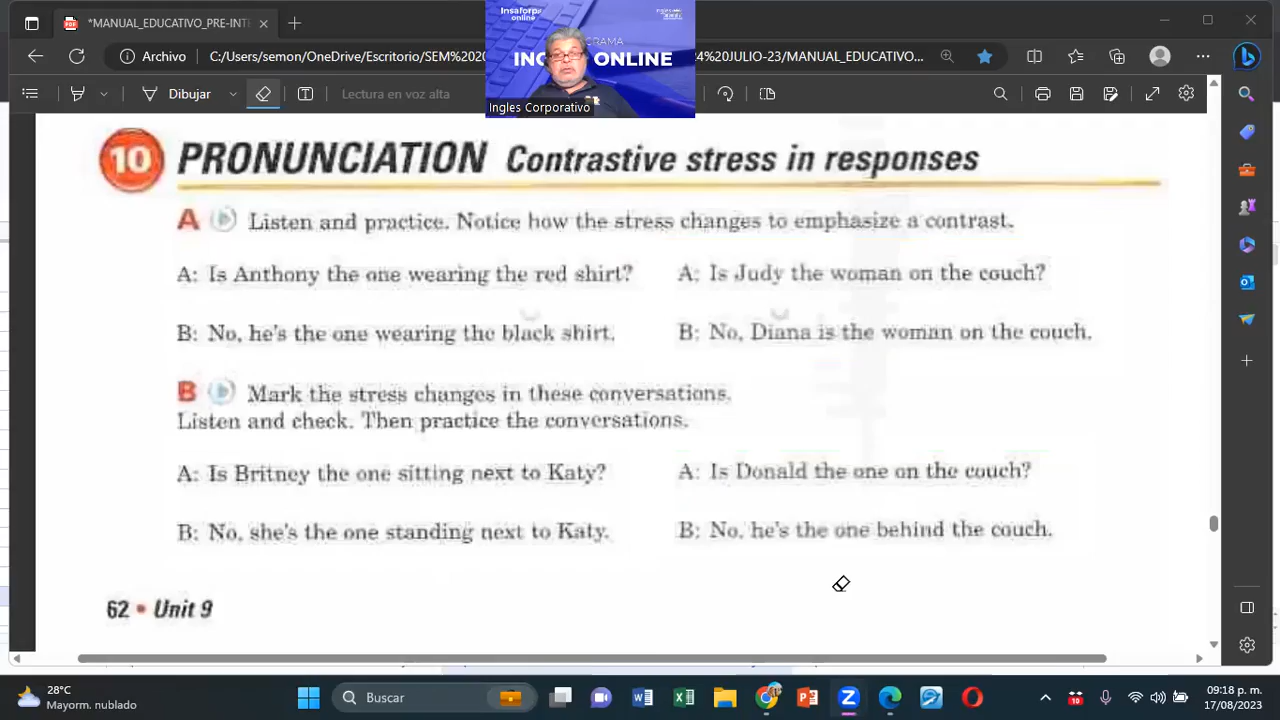 *MANUAL_EDUCATIVO_PRE-INT
Insaforp
online
INGLES ONLINE
Ingles Corporativo
Archivo
C:/Users/semon/OneDrive/Escritorio/SEM%20
4%20JULIO-23/MANUAL_EDUCATIVO...
Dibujar
Lectura en voz alta
10 PRONUNCIATION Contrastive stress in responses
A Listen and practice. Notice how the stress changes to emphasize a contrast.
A: Is Anthony the one wearing the red shirt?
B: No, he's the one wearing the black shirt.
A: Is Judy the woman on the couch?
B: No, Diana is the woman on the couch.
B Mark the stress changes in these conversations.
Listen and check. Then practice the conversations.
A: Is Britney the one sitting next to Katy?
B: No, she's the one standing next to Katy.
A: Is Donald the one on the couch?
B: No, he's the one behind the couch.
62 • Unit 9
28°C
Mayorm. nublado
Buscar
09:18 p. m.
17/08/2023